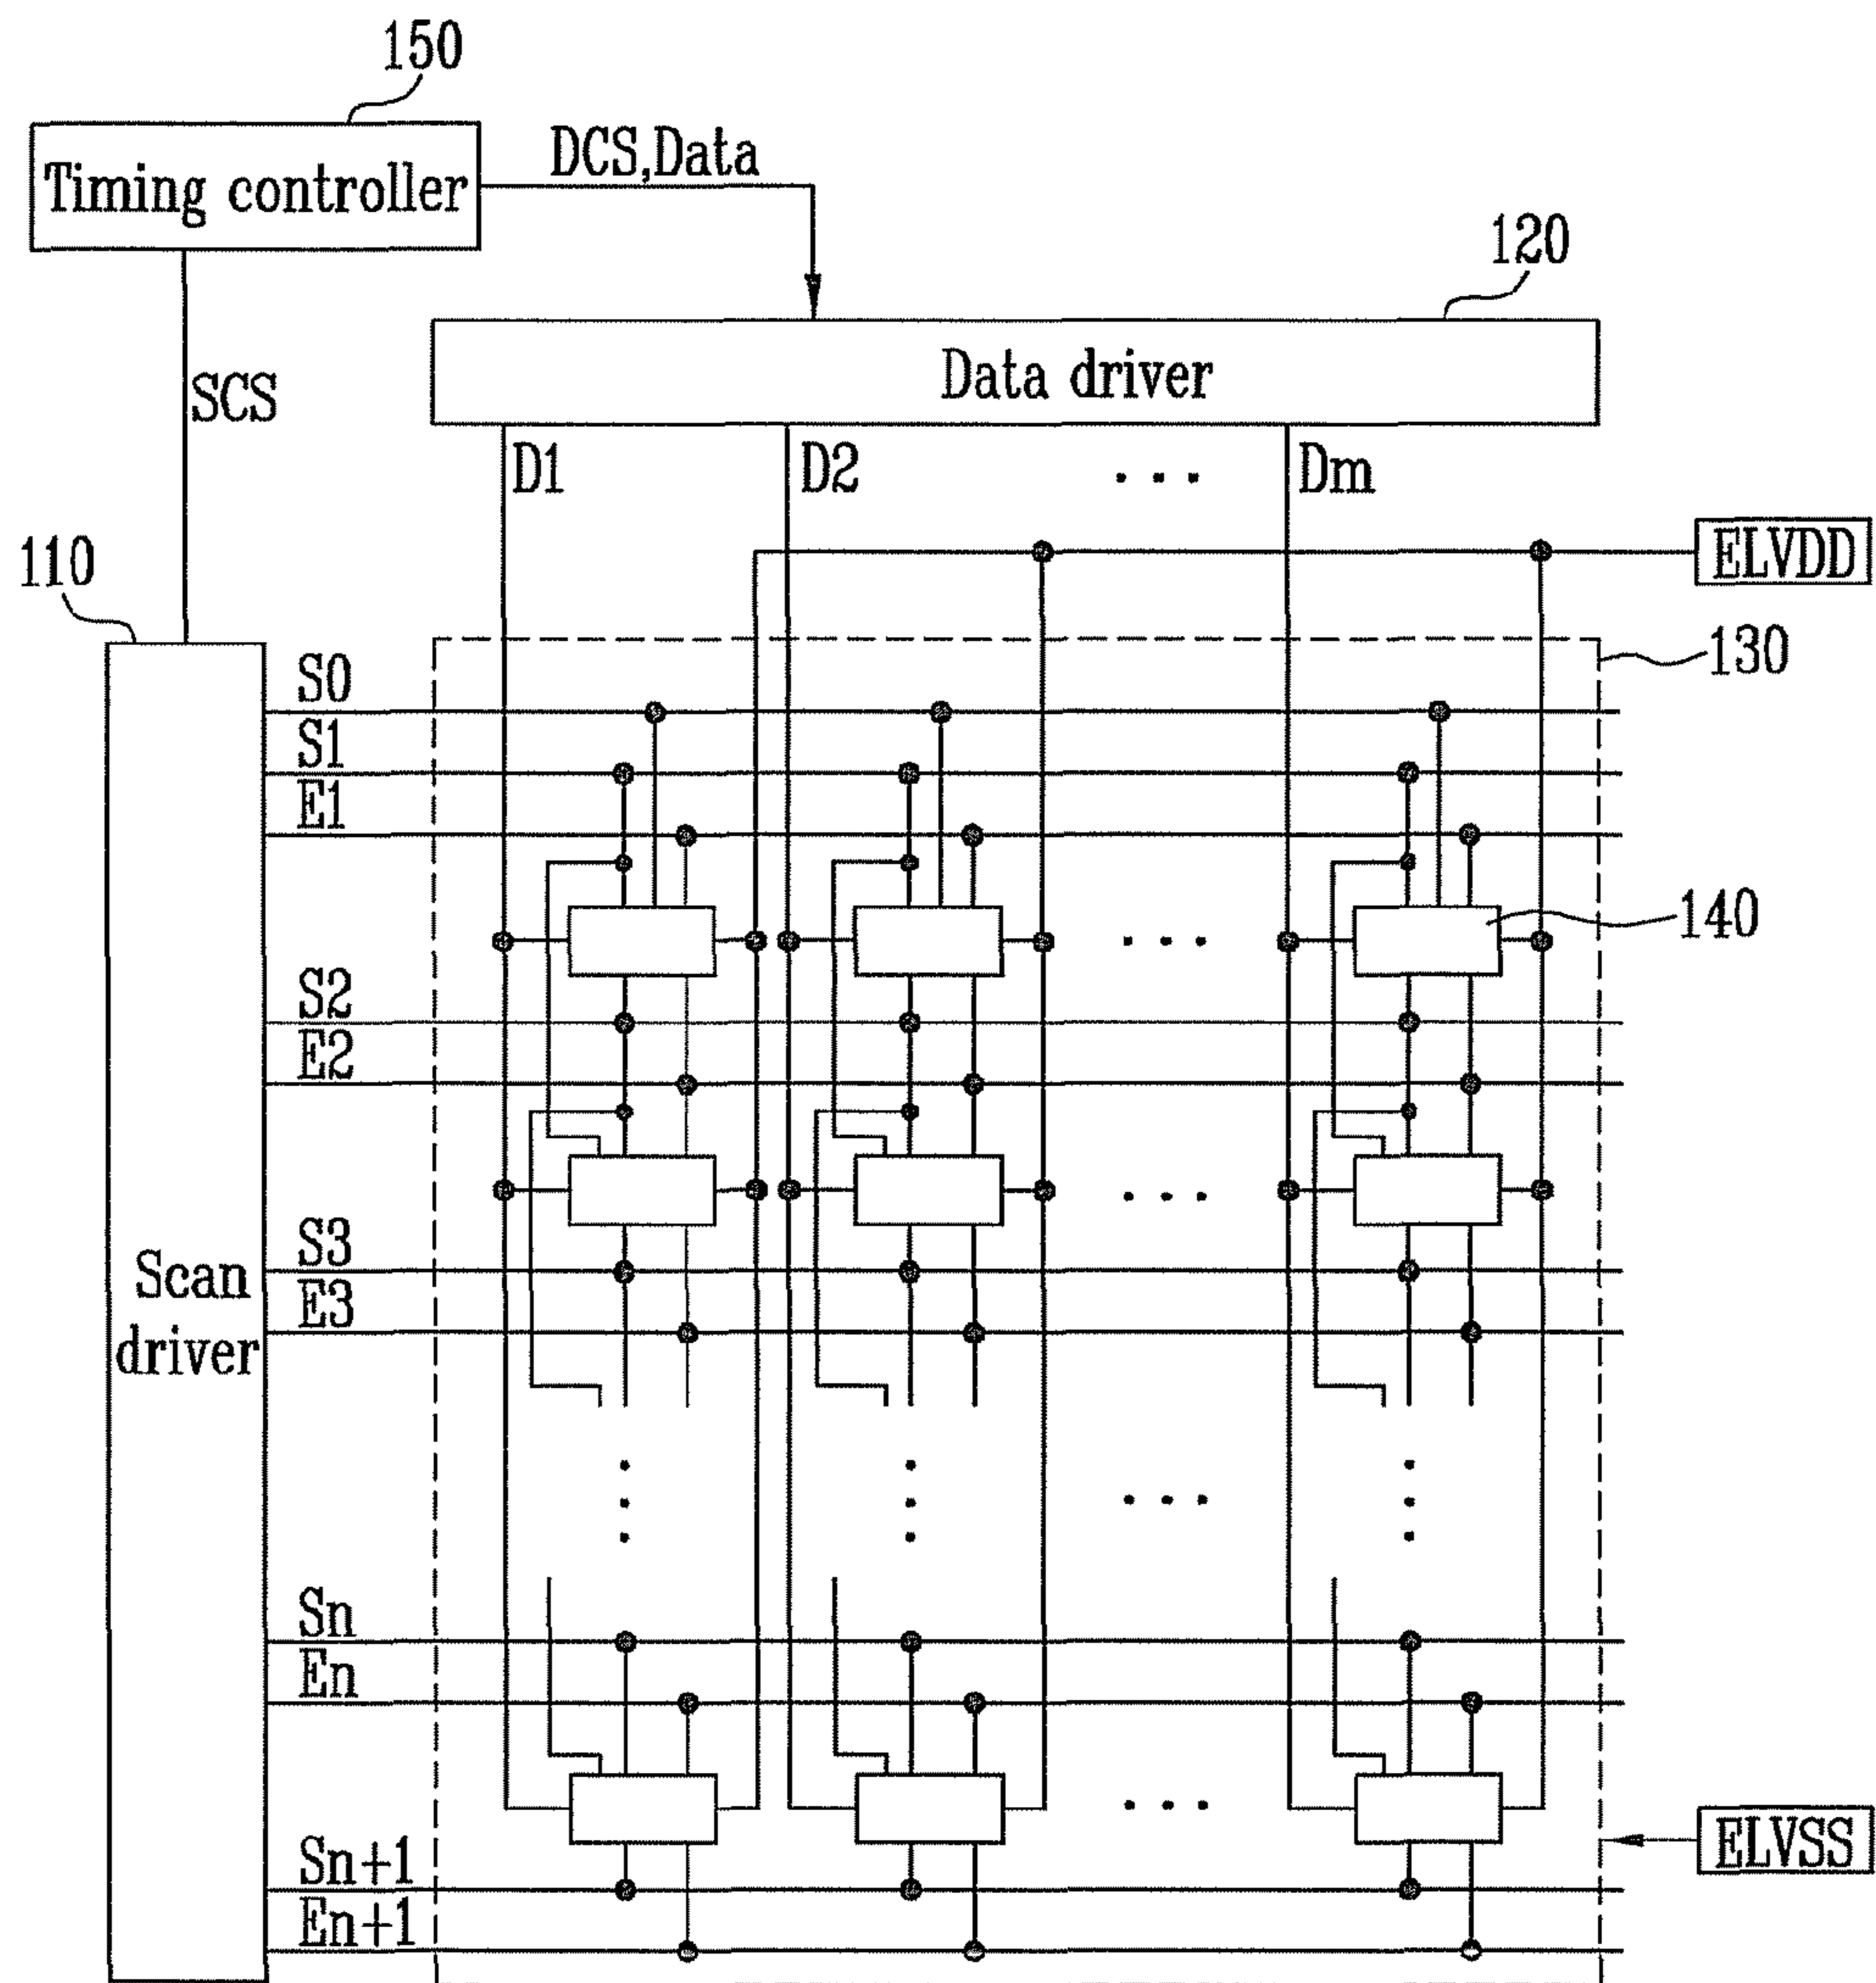 150
Timing controller
DCS,Data
120
Data driver
SCS
D1
D2
. . .
Dm
ELVDD
110
130
S0
S1
E1
140
. . .
S2
E2
. . .
S3
Scan
driver
E3
. . .
Sn
En
. . .
Sn+1
ELVSS
En+1